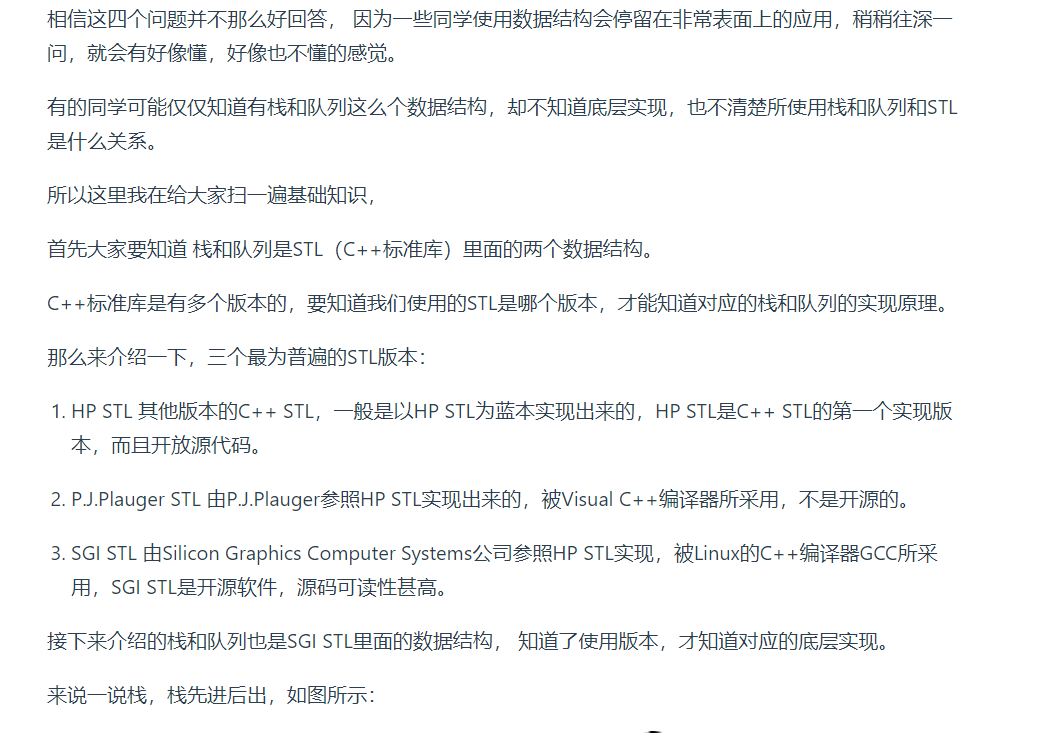 相信这四个问题并不那么好回答， 因为一些同学使用数据结构会停留在非常表面上的应用，稍稍往深一
问，就会有好像懂，好像也不懂的感觉。
有的同学可能仅仅知道有栈和队列这么个数据结构，却不知道底层实现，也不清楚所使用栈和队列和STL
是什么关系。
所以这里我在给大家扫一遍基础知识，
首先大家要知道 栈和队列是STL（C++标准库）里面的两个数据结构。
C++标准库是有多个版本的，要知道我们使用的STL是哪个版本，才能知道对应的栈和队列的实现原理。
那么来介绍一下，三个最为普遍的STL版本：
1. HP STL 其他版本的C++ STL，一般是以HP STL为蓝本实现出来的，HP STL是C++ STL的第一个实现版
本，而且开放源代码。
2. P.J.Plauger STL 由P.J.Plauger参照HP STL实现出来的，被Visual C++编译器所采用，不是开源的。
3. SGI STL 由Silicon Graphics Computer Systems公司参照HP STL实现，被Linux的C++编译器GCC所采
用，SGI STL是开源软件，源码可读性甚高。
接下来介绍的栈和队列也是SGI STL里面的数据结构， 知道了使用版本，才知道对应的底层实现。
来说一说栈，栈先进后出，如图所示：